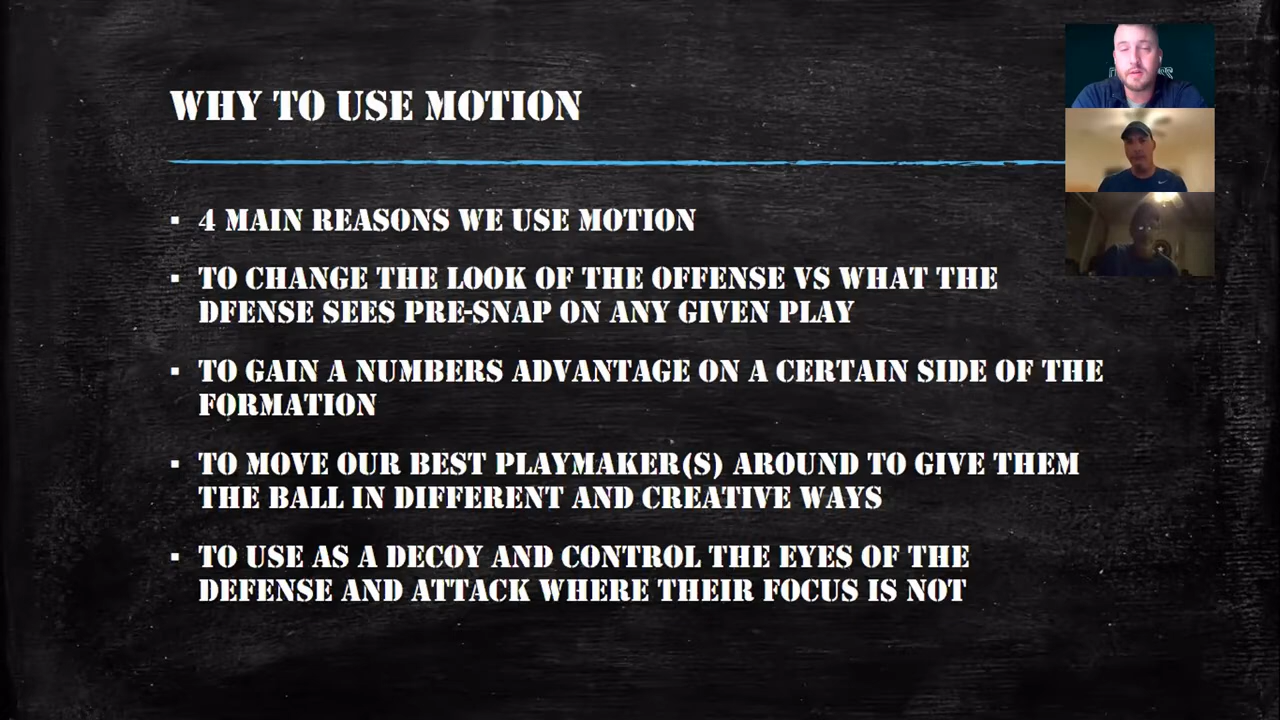 WHY TO USE MOTION
▪ 4 MAIN REASONS WE USE MOTION
▪ TO CHANGE THE LOOK OF THE OFFENSE VS WHAT THE
DFENSE SEES PRE-SNAP ON ANY GIVEN PLAY
▪ TO GAIN A NUMBERS ADVANTAGE ON A CERTAIN SIDE OF THE
FORMATION
▪ TO MOVE OUR BEST PLAYMAKER(S) AROUND TO GIVE THEM
THE BALL IN DIFFERENT AND CREATIVE WAYS
▪ TO USE AS A DECOY AND CONTROL THE EYES OF THE
DEFENSE AND ATTACK WHERE THEIR FOCUS IS NOT